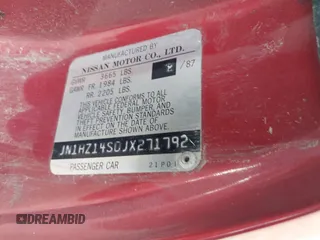 MANUFACTURED BY
NISSAN MOTOR CO., LTD.
GVWR 3665 LBS. /87
GAWR FR. 1984 LBS.
RR. 2205 LBS.
THIS VEHICLE CONFORMS TO ALL
APPLICABLE FEDERAL MOTOR
VEHICLE SAFETY, BUMPER, AND
THEFT PREVENTION STANDARDS
IN EFFECT ON THE DATE OF
MANUFACTURE SHOWN ABOVE.
JN1HZ14S0JX271792
PASSENGER CAR 21P0
DREAMBID